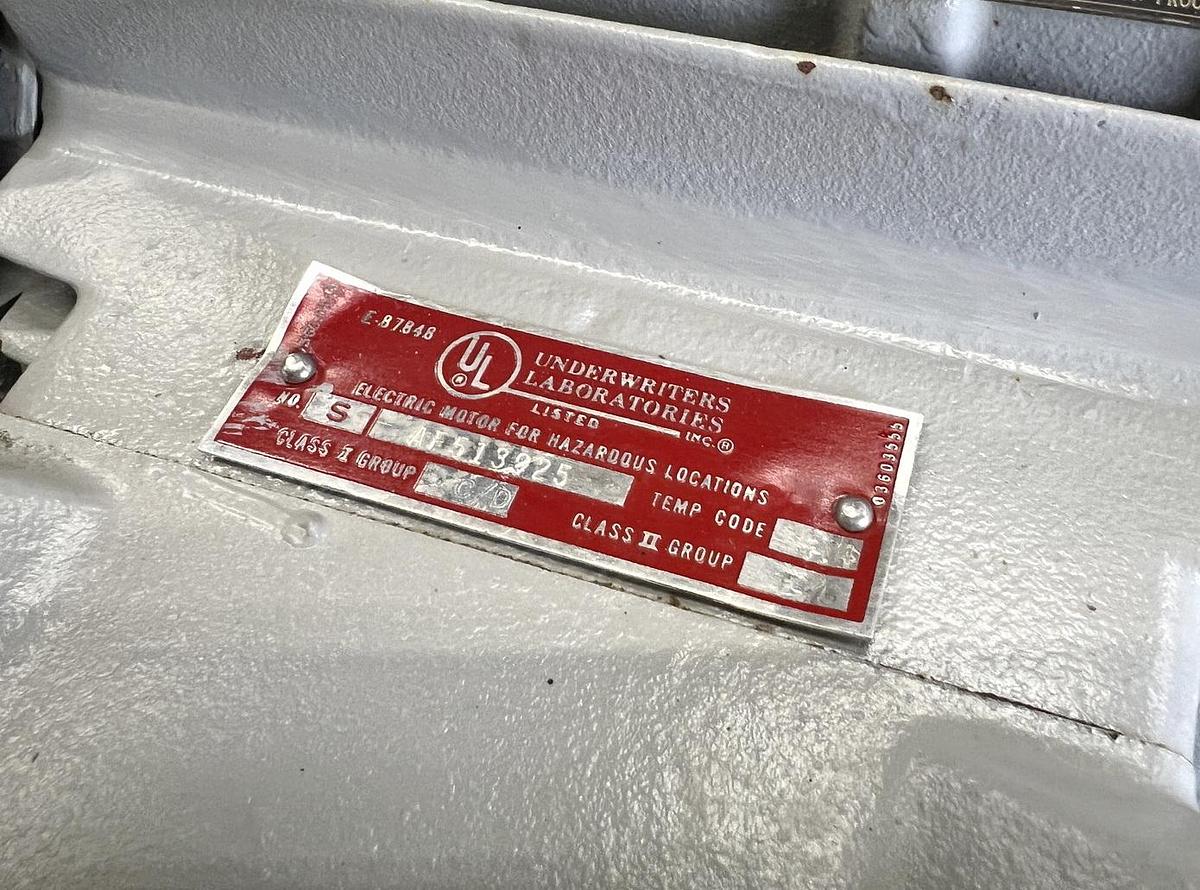 E-87848
UL
®
UNDERWRITERS
LABORATORIES
INC.®
LISTED
ELECTRIC MOTOR FOR HAZARDOUS LOCATIONS
NO. S
TEMP CODE
CLASS I GROUP C/D
CLASS II GROUP
03603555